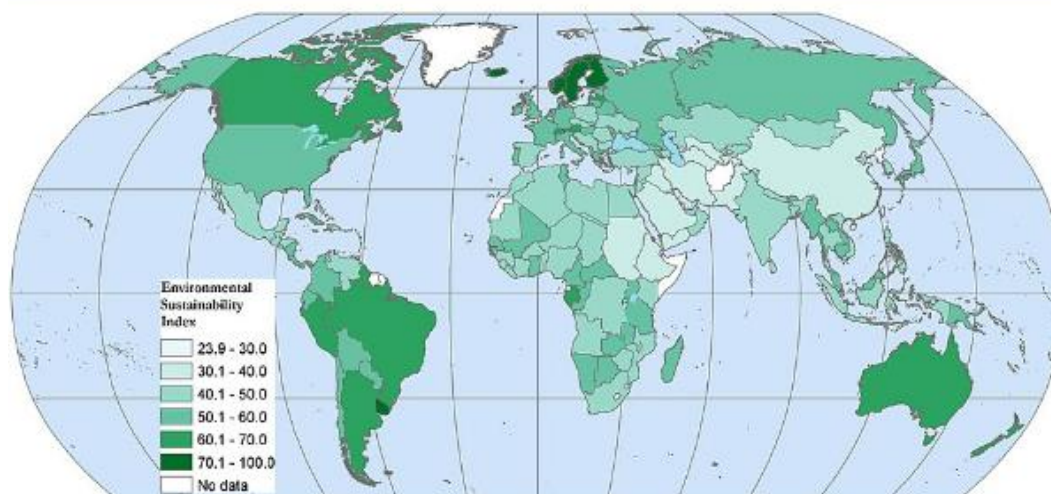 Environmental
Sustainability
Index
23.9 - 30.0
30.1 - 40.0
40.1 - 50.0
50.1 - 60.0
60.1 - 70.0
70.1 - 100.0
No data